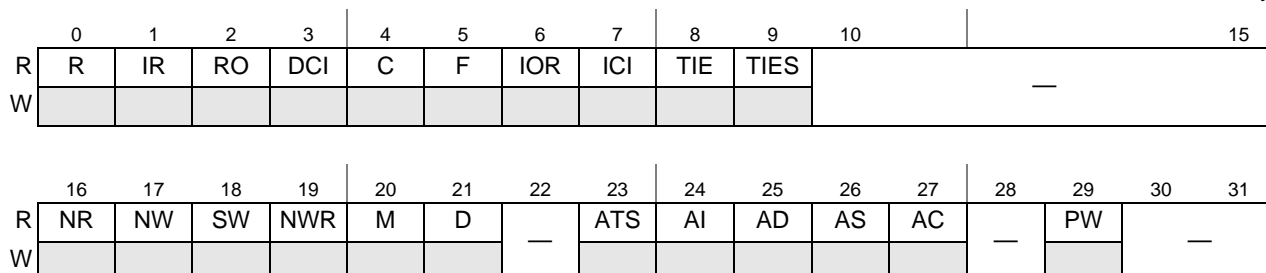 0 1 2 3 4 5 6 7 8 9 10 15
R R IR RO DCI C F IOR ICI TIE TIES —
W
16 17 18 19 20 21 22 23 24 25 26 27 28 29 30 31
R NR NW SW NWR M D — ATS AI AD AS AC — PW —
W